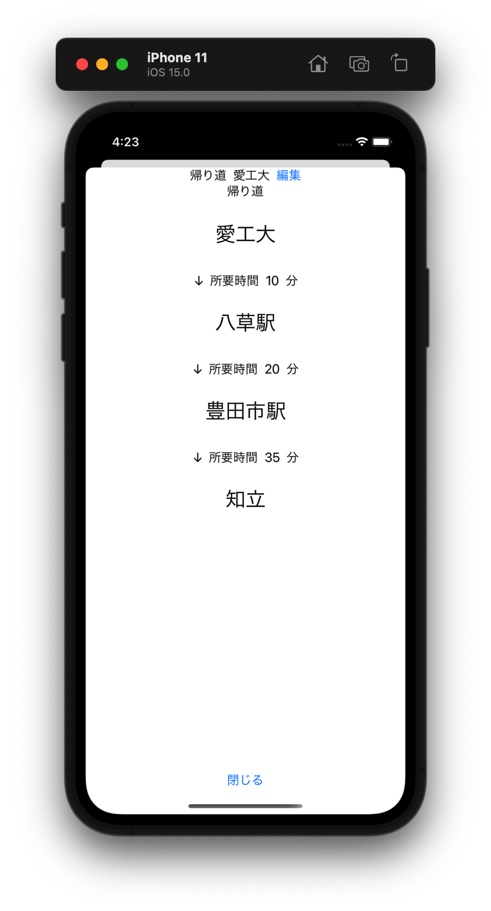 iPhone 11
iOS 15.0
4:23
帰り道 愛工大 編集
帰り道
愛工大
↓ 所要時間 10 分
八草駅
↓ 所要時間 20 分
豊田市駅
↓ 所要時間 35 分
知立
閉じる